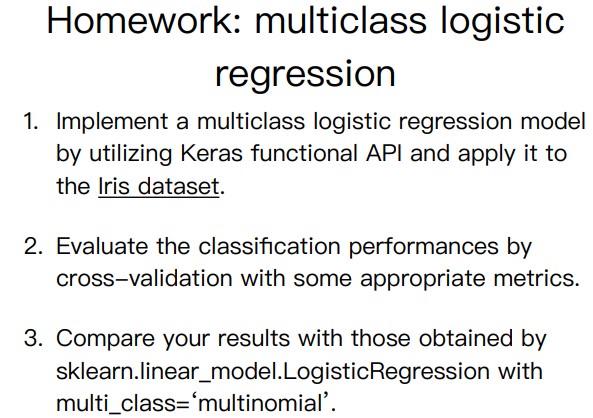 Homework: multiclass logistic
regression
1. Implement a multiclass logistic regression model
by utilizing Keras functional API and apply it to
the Iris dataset.
2. Evaluate the classification performances by
cross-validation with some appropriate metrics.
3. Compare your results with those obtained by
sklearn.linear_model.LogisticRegression with
multi_class=‘multinomial’.